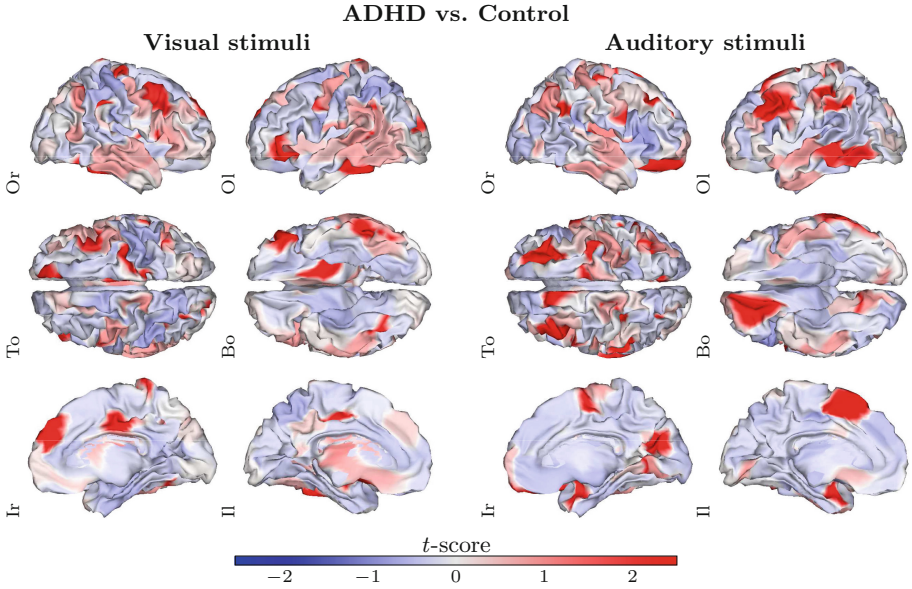 ADHD vs. Control
Visual stimuli
Auditory stimuli
Or
Ol
Or
Ol
To
Bo
To
Bo
Ir
Il
Ir
Il
t-score
−2 −1 0 1 2